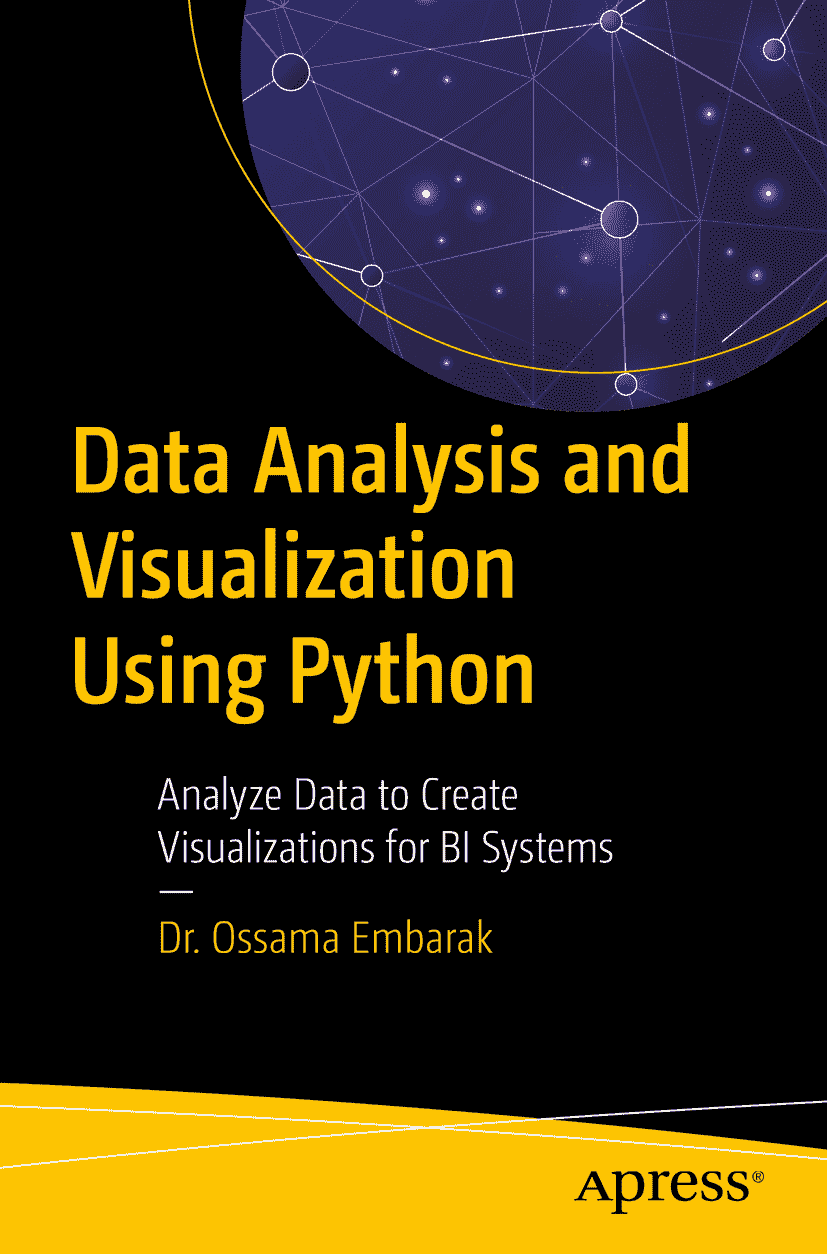 Data Analysis and
Visualization
Using Python
Analyze Data to Create
Visualizations for BI Systems
—
Dr. Ossama Embarak
Apress®